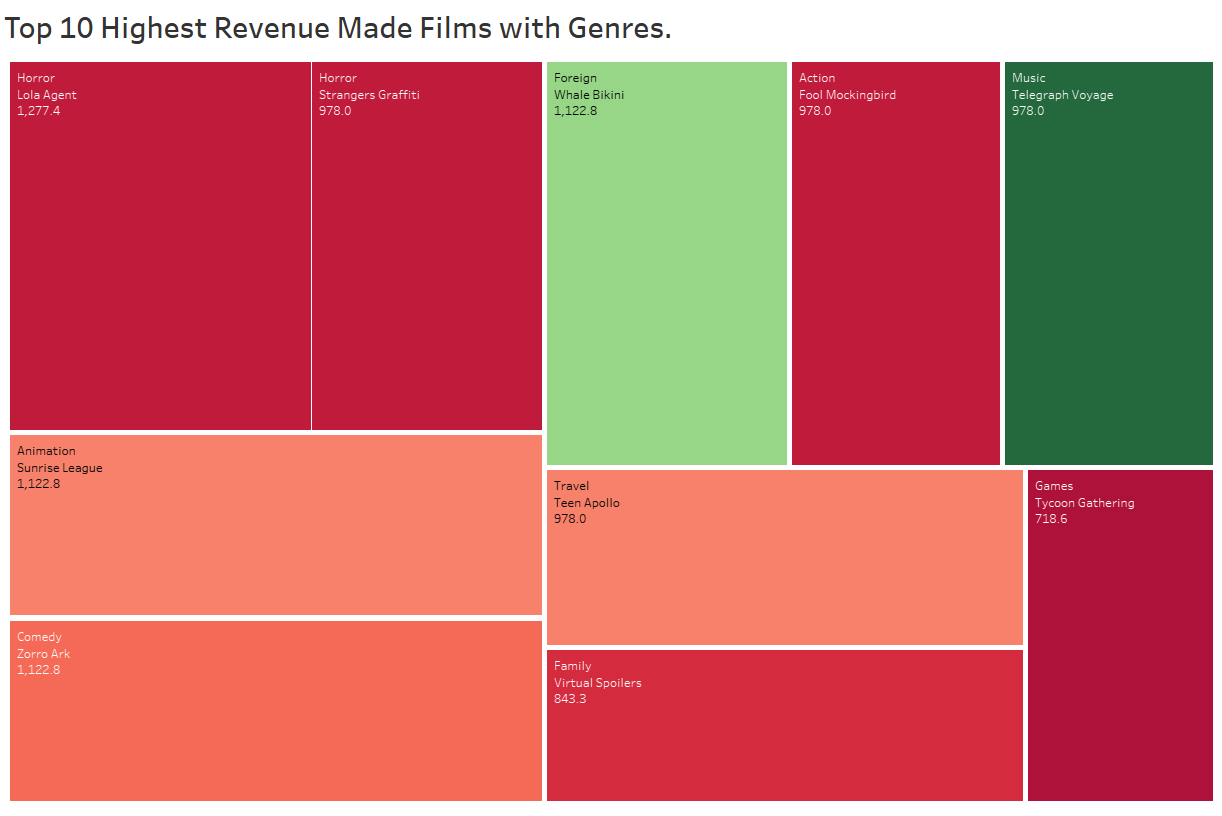 Top 10 Highest Revenue Made Films with Genres.
Horror
Lola Agent
1,277.4
Horror
Strangers Graffiti
978.0
Foreign
Whale Bikini
1,122.8
Action
Fool Mockingbird
978.0
Music
Telegraph Voyage
978.0
Animation
Sunrise League
1,122.8
Travel
Teen Apollo
978.0
Games
Tycoon Gathering
718.6
Comedy
Zorro Ark
1,122.8
Family
Virtual Spoilers
843.3